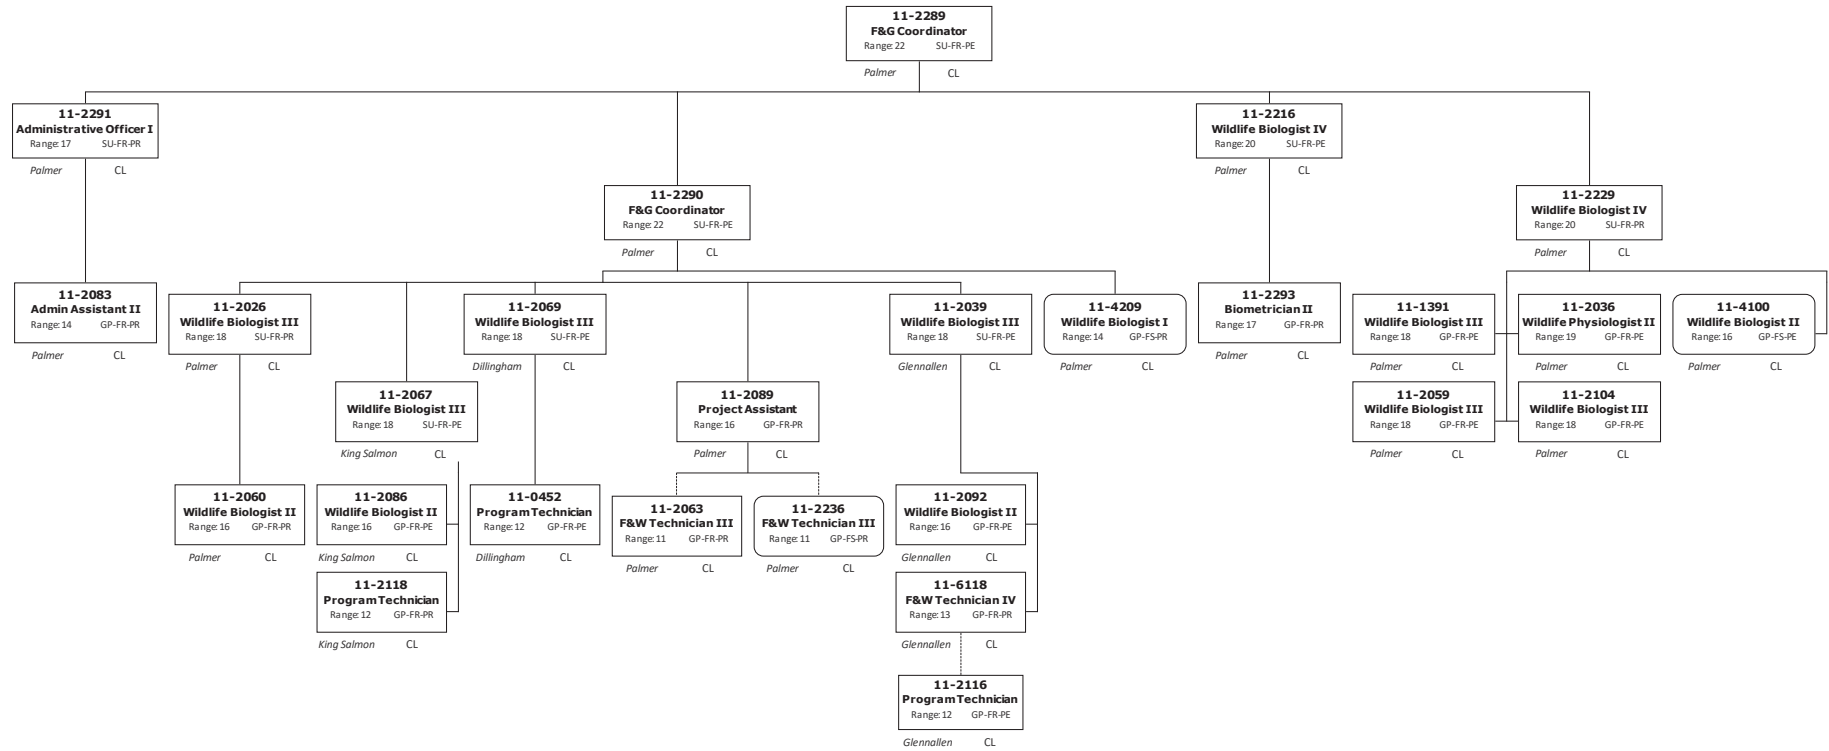 11-2289
F&G Coordinator
Range: 22 SU-FR-PE
Palmer CL
11-2291
Administrative Officer I
Range: 17 SU-FR-PR
Palmer CL
11-2216
Wildlife Biologist IV
Range: 20 SU-FR-PE
Palmer CL
11-2290
F&G Coordinator
Range: 22 SU-FR-PE
Palmer CL
11-2229
Wildlife Biologist IV
Range: 20 SU-FR-PR
Palmer CL
11-2083
Admin Assistant II
Range: 14 GP-FR-PR
Palmer CL
11-2026
Wildlife Biologist III
Range: 18 SU-FR-PR
Palmer CL
11-2069
Wildlife Biologist III
Range: 18 SU-FR-PE
Dillingham CL
11-2039
Wildlife Biologist III
Range: 18 SU-FR-PE
Glennallen CL
11-4209
Wildlife Biologist I
Range: 14 GP-FS-PR
Palmer CL
11-2293
Biometrician II
Range: 17 GP-FR-PR
Palmer CL
11-1391
Wildlife Biologist III
Range: 18 GP-FR-PE
Palmer CL
11-2036
Wildlife Physiologist II
Range: 19 GP-FR-PE
Palmer CL
11-4100
Wildlife Biologist II
Range: 16 GP-FS-PE
Palmer CL
11-2067
Wildlife Biologist III
Range: 18 SU-FR-PE
King Salmon CL
11-2089
Project Assistant
Range: 16 GP-FR-PR
Palmer CL
11-2059
Wildlife Biologist III
Range: 18 GP-FR-PE
Palmer CL
11-2104
Wildlife Biologist III
Range: 18 GP-FR-PE
Palmer CL
11-2060
Wildlife Biologist II
Range: 16 GP-FR-PR
Palmer CL
11-2086
Wildlife Biologist II
Range: 16 GP-FR-PE
King Salmon CL
11-0452
Program Technician
Range: 12 GP-FR-PE
Dillingham CL
11-2063
F&W Technician III
Range: 11 GP-FR-PR
Palmer CL
11-2236
F&W Technician III
Range: 11 GP-FS-PR
Palmer CL
11-2092
Wildlife Biologist II
Range: 16 GP-FR-PE
Glennallen CL
11-2118
Program Technician
Range: 12 GP-FR-PR
King Salmon CL
11-6118
F&W Technician IV
Range: 13 GP-FR-PR
Glennallen CL
11-2116
Program Technician
Range: 12 GP-FR-PE
Glennallen CL